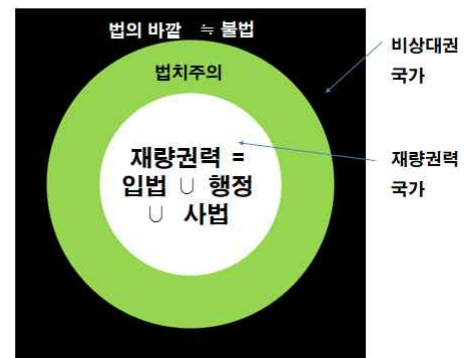 법의 바깥 ≒ 불법
법치주의
재량권력 =
입법 ∪ 행정
∪ 사법
비상대권
국가
재량권력
국가